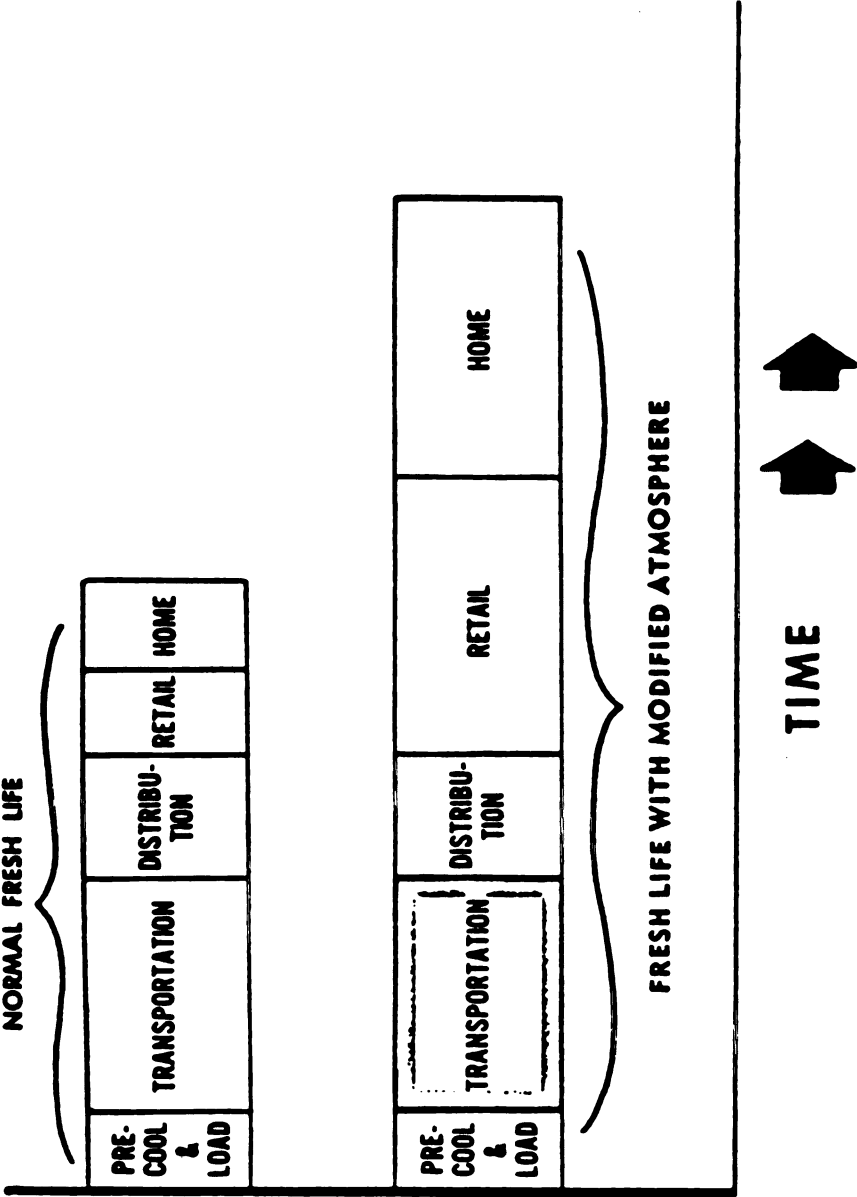 NORMAL FRESH LIFE
PRE-
COOL
&
LOAD
TRANSPORTATION
DISTRIBU-
TION
RETAIL
HOME
PRE-
COOL
&
LOAD
TRANSPORTATION
DISTRIBU-
TION
RETAIL
HOME
FRESH LIFE WITH MODIFIED ATMOSPHERE
TIME